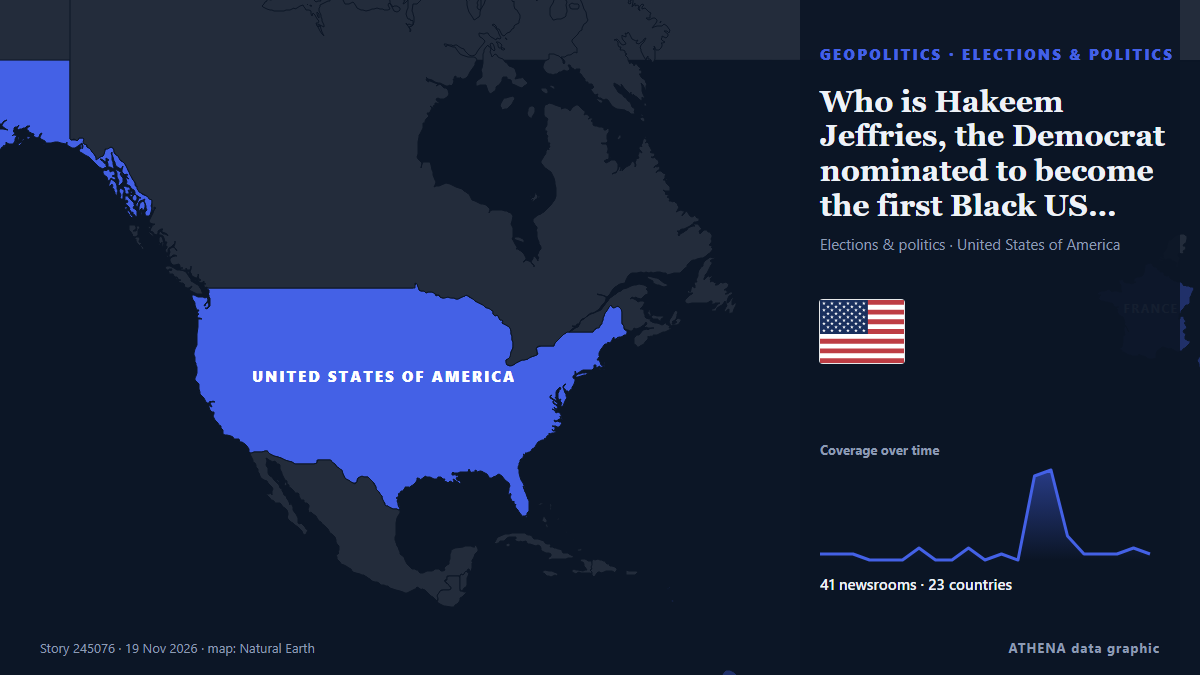 GEOPOLITICS · ELECTIONS & POLITICS
Who is Hakeem
Jeffries, the Democrat
nominated to become
the first Black US…
Elections & politics · United States of America
FRANCE
UNITED STATES OF AMERICA
Coverage over time
41 newsrooms · 23 countries
Story 245076 · 19 Nov 2026 · map: Natural Earth
ATHENA data graphic